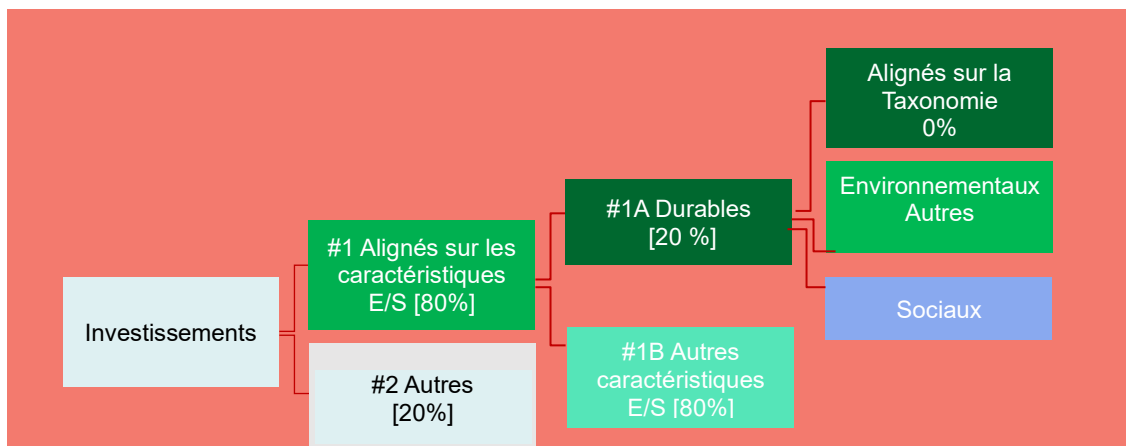 Investissements
#1 Alignés sur les
caractéristiques
E/S [80%]
#2 Autres
[20%]
#1A Durables
[20 %]
#1B Autres
caractéristiques
E/S [80%]
Alignés sur la
Taxonomie
0%
Environnementaux
Autres
Sociaux